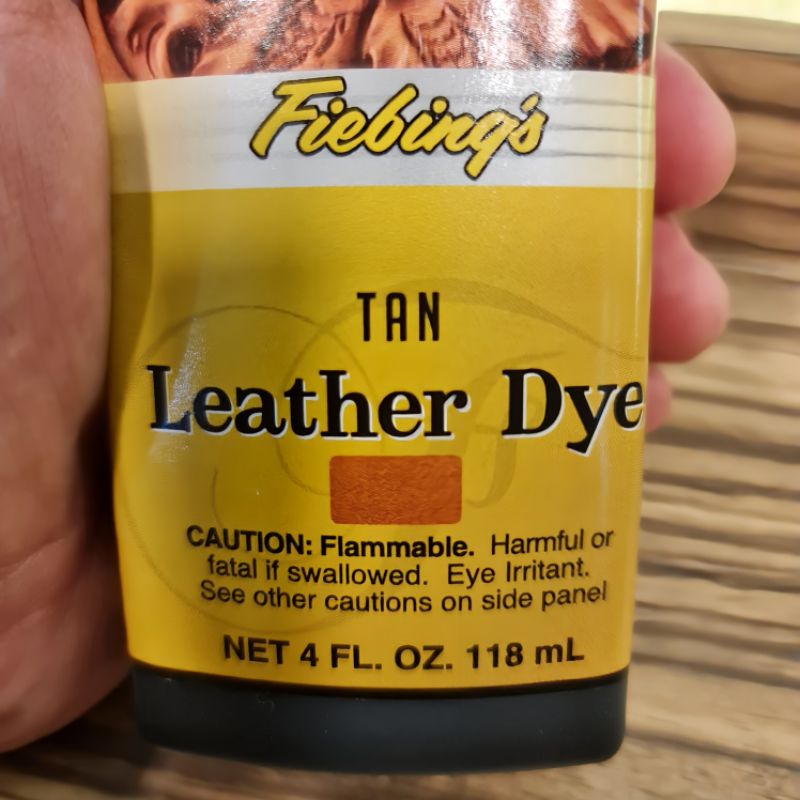 Fiebing's
TAN
Leather Dye
CAUTION: Flammable. Harmful or
fatal if swallowed. Eye Irritant.
See other cautions on side panel
NET 4 FL. OZ. 118 mL